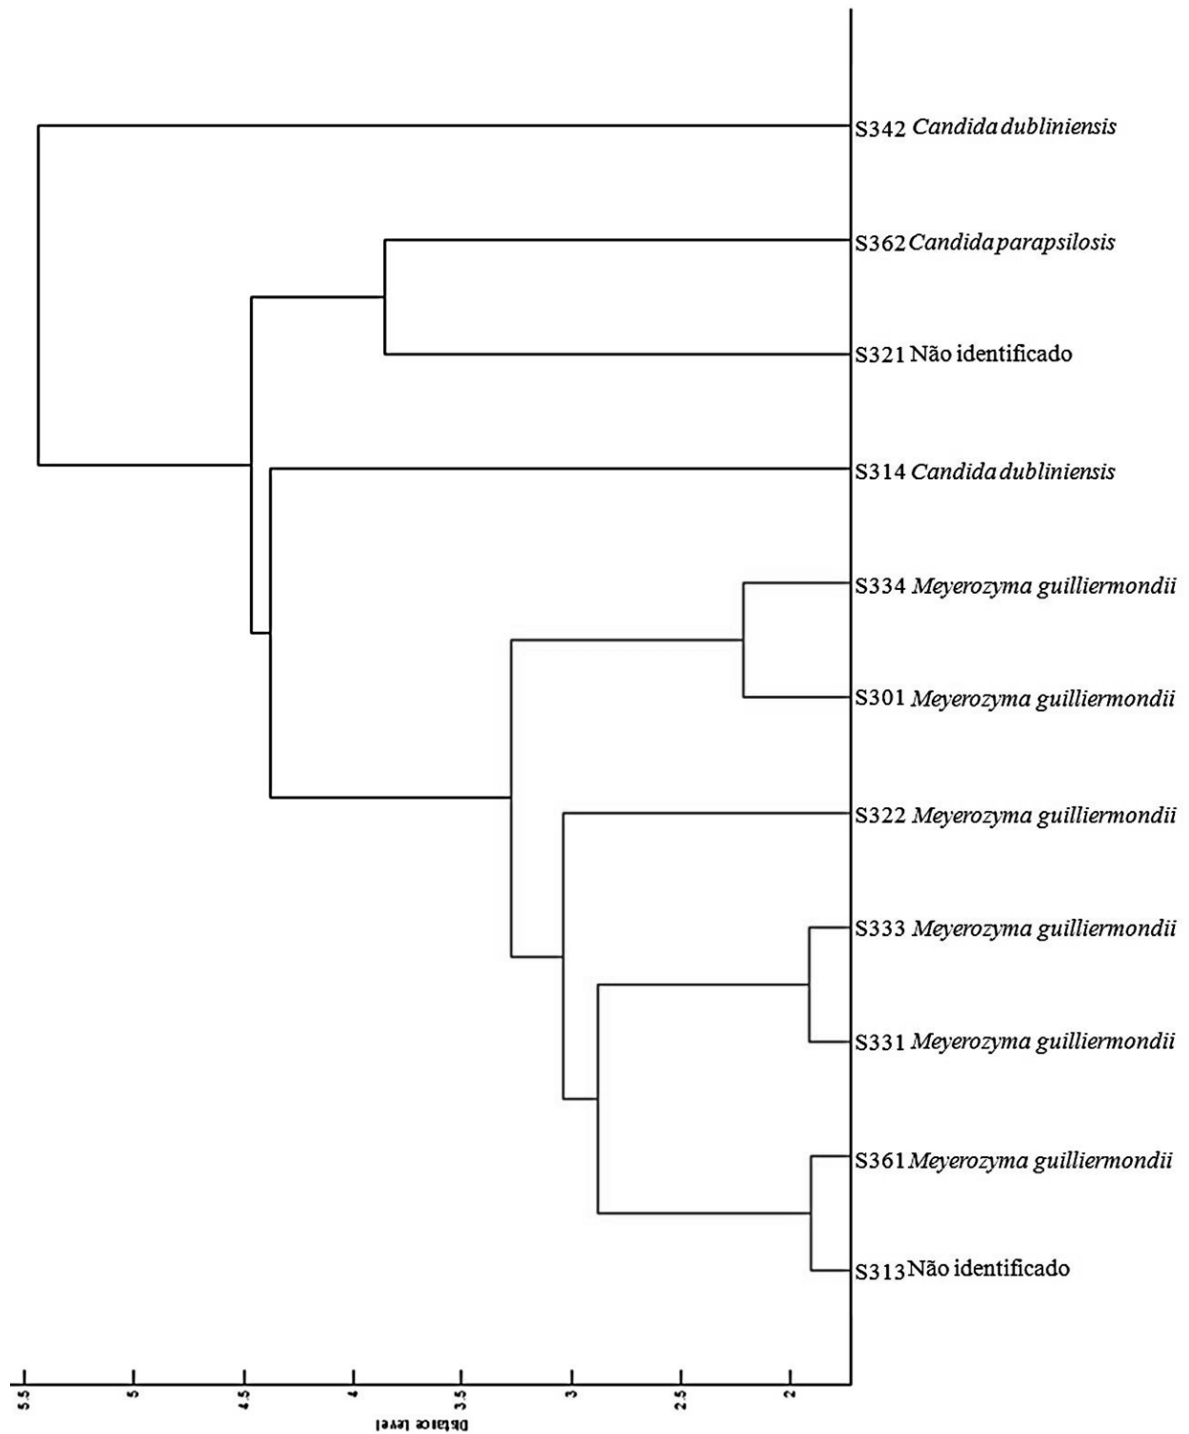 S342 Candida dubliniensis
S362 Candida parapsilosis
S321 Não identificado
S314 Candida dubliniensis
S334 Meyerozyma guilliermondii
S301 Meyerozyma guilliermondii
S322 Meyerozyma guilliermondii
S333 Meyerozyma guilliermondii
S331 Meyerozyma guilliermondii
S361 Meyerozyma guilliermondii
S313 Não identificado
5.5 5 4.5 4 3.5 3 2.5 2
Distance level